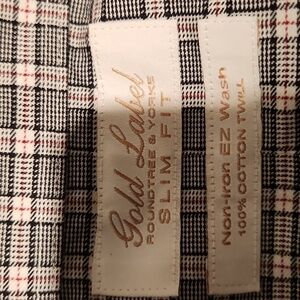 Gold Label
ROUNDTREE & YORKE
SLIM FIT
Non-Iron EZ Wash
100% COTTON TWILL